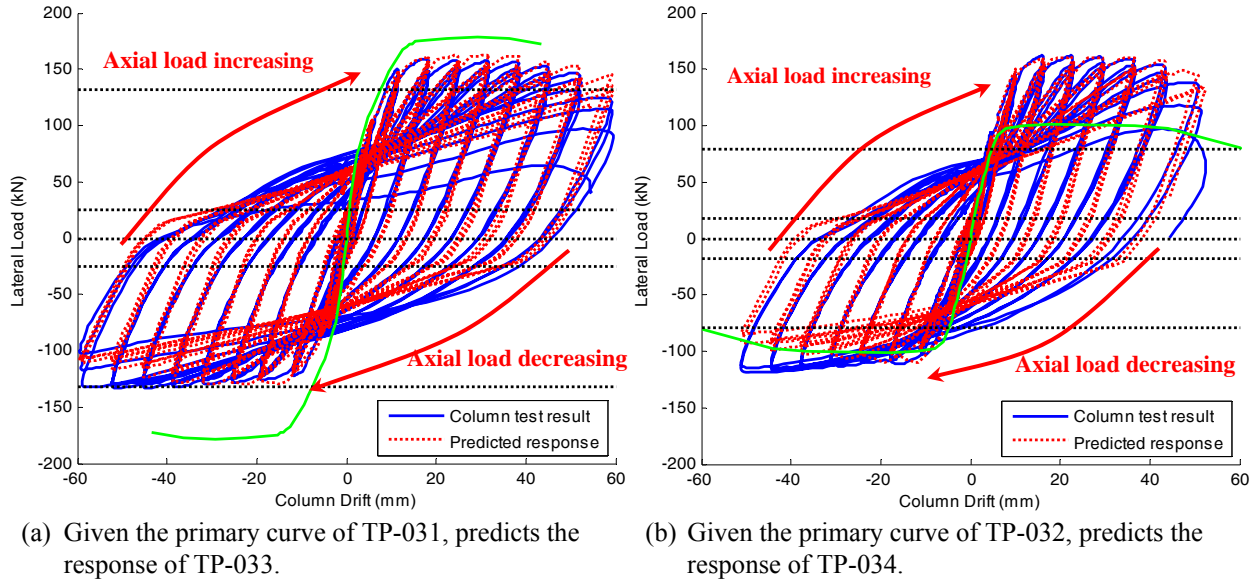 200
150
100
50
0
-50
-100
-150
-200
Lateral Load (kN)
-60
-40
-20
0
20
40
60
Column Drift (mm)
Axial load increasing
Axial load decreasing
Column test result
Predicted response
(a) Given the primary curve of TP-031, predicts the
response of TP-033.
200
150
100
50
0
-50
-100
-150
-200
Lateral Load (kN)
-60
-40
-20
0
20
40
60
Column Drift (mm)
Axial load increasing
Axial load decreasing
Column test result
Predicted response
(b) Given the primary curve of TP-032, predicts the
response of TP-034.